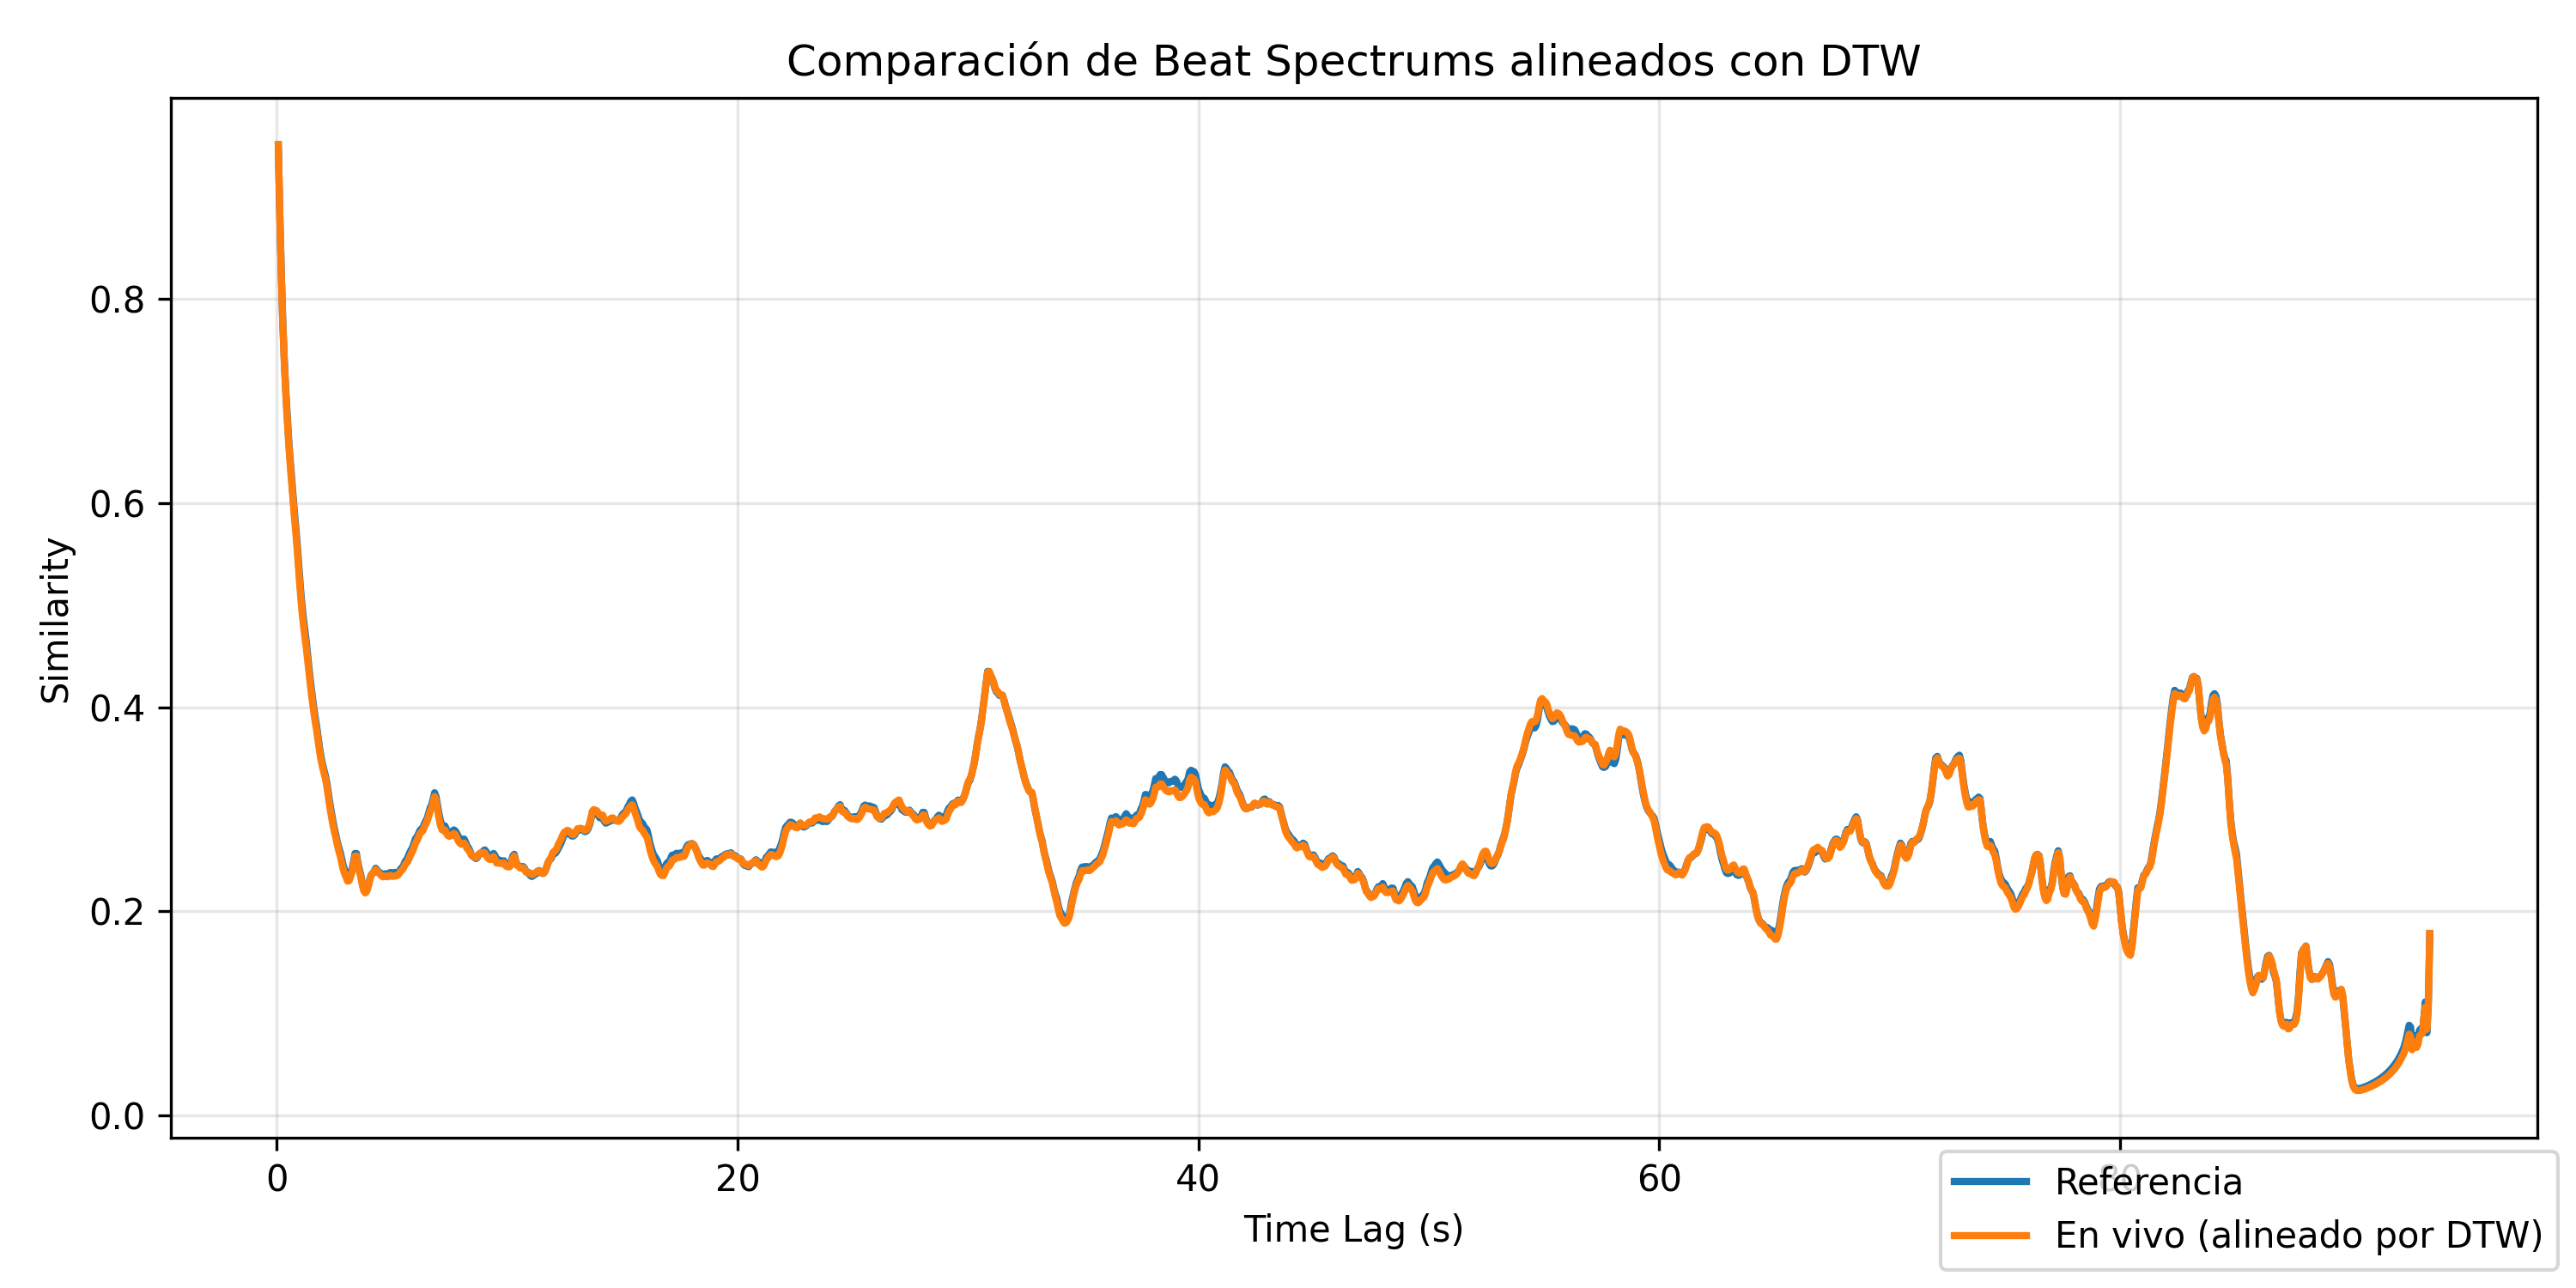 Comparación de Beat Spectrums alineados con DTW
Similarity
0.8
0.6
0.4
0.2
0.0
0 20 40 60 80
Time Lag (s)
Referencia
En vivo (alineado por DTW)